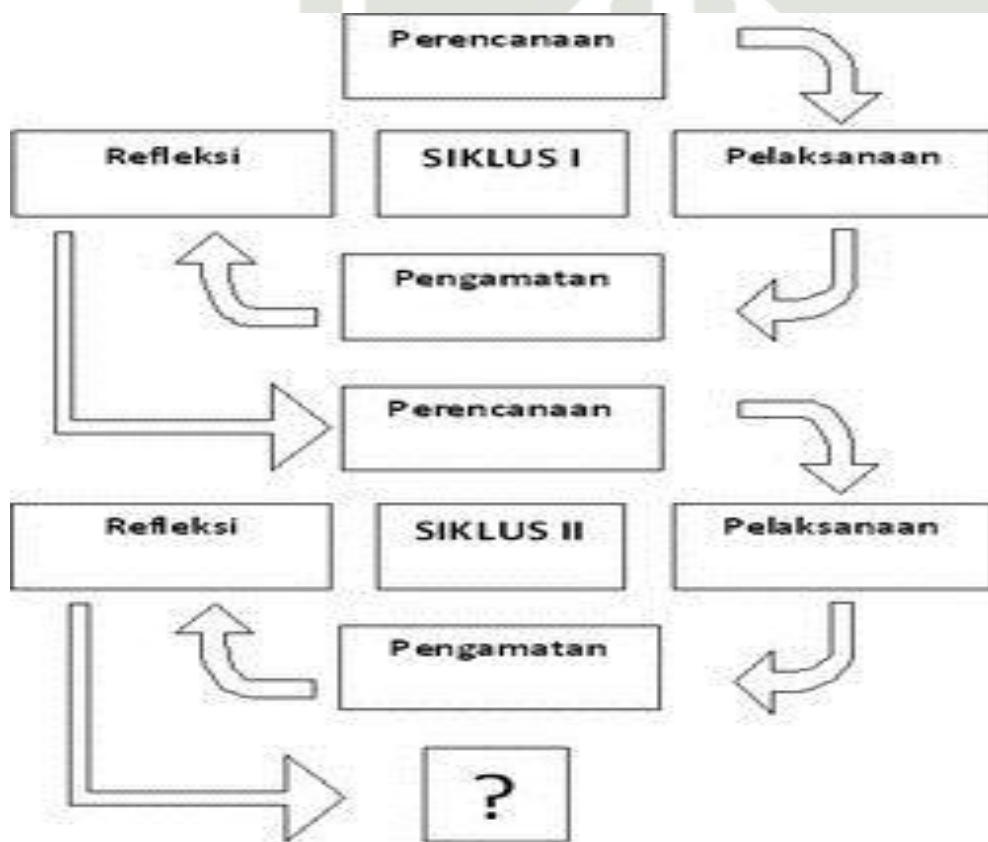 Perencanaan
Refleksi
SIKLUS I
Pelaksanaan
Pengamatan
Perencanaan
Refleksi
SIKLUS II
Pelaksanaan
Pengamatan
?